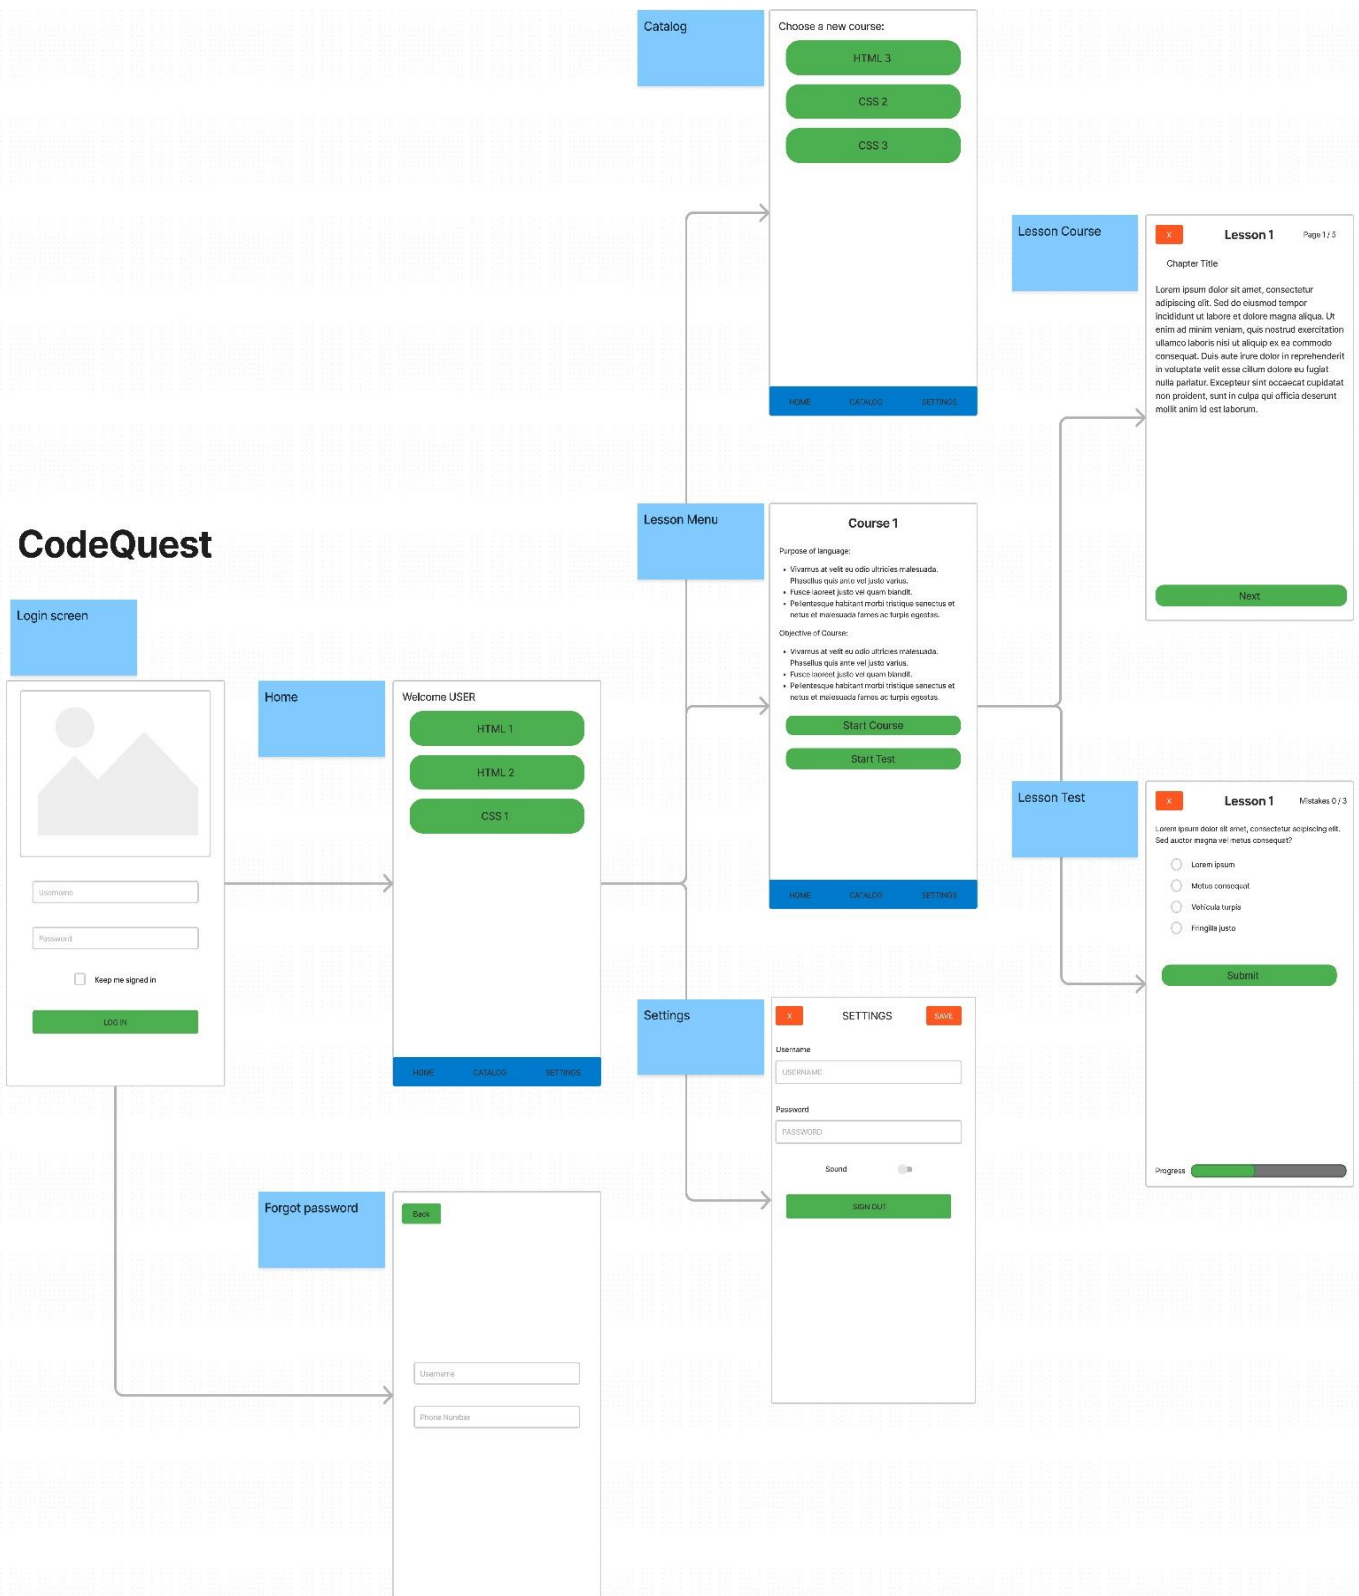 Catalog
Choose a new course:
HTML 3
CSS 2
CSS 3
HOME CATALOG SETTINGS
Lesson Course
X Lesson 1 Page 1 / 5
Chapter Title
Lorem ipsum dolor sit amet, consectetur
adipiscing elit. Sed do eiusmod tempor
incididunt ut labore et dolore magna aliqua. Ut
enim ad minim veniam, quis nostrud exercitation
ullamco laboris nisi ut aliquip ex ea commodo
consequat. Duis aute irure dolor in reprehenderit
in voluptate velit esse cillum dolore eu fugiat
nulla pariatur. Excepteur sint occaecat cupidatat
non proident, sunt in culpa qui officia deserunt
mollit anim id est laborum.
Next
CodeQuest
Lesson Menu
Course 1
Purpose of language:
• Vivamus at velit eu odio ultricies malesuada.
Phasellus quis ante vel justo varius.
• Fusce laoreet justo vel quam blandit.
• Pellentesque habitant morbi tristique senectus et
netus et malesuada fames ac turpis egestas.
Objective of Course:
• Vivamus at velit eu odio ultricies malesuada.
Phasellus quis ante vel justo varius.
• Fusce laoreet justo vel quam blandit.
• Pellentesque habitant morbi tristique senectus et
netus et malesuada fames ac turpis egestas.
Start Course
Start Test
HOME CATALOG SETTINGS
Login screen
Username
Password
Keep me signed in
LOG IN
Home
Welcome USER
HTML 1
HTML 2
CSS 1
HOME CATALOG SETTINGS
Lesson Test
X Lesson 1 Mistakes 0 / 3
Lorem ipsum dolor sit amet, consectetur adipiscing elit.
Sed auctor magna vel metus consequat?
Lorem ipsum
Metus consequat
Vehicula turpis
Fringilla justo
Submit
Progress
Settings
X SETTINGS SAVE
Username
USERNAME
Password
PASSWORD
Sound
SIGN OUT
Forgot password
Back
Username
Phone Number